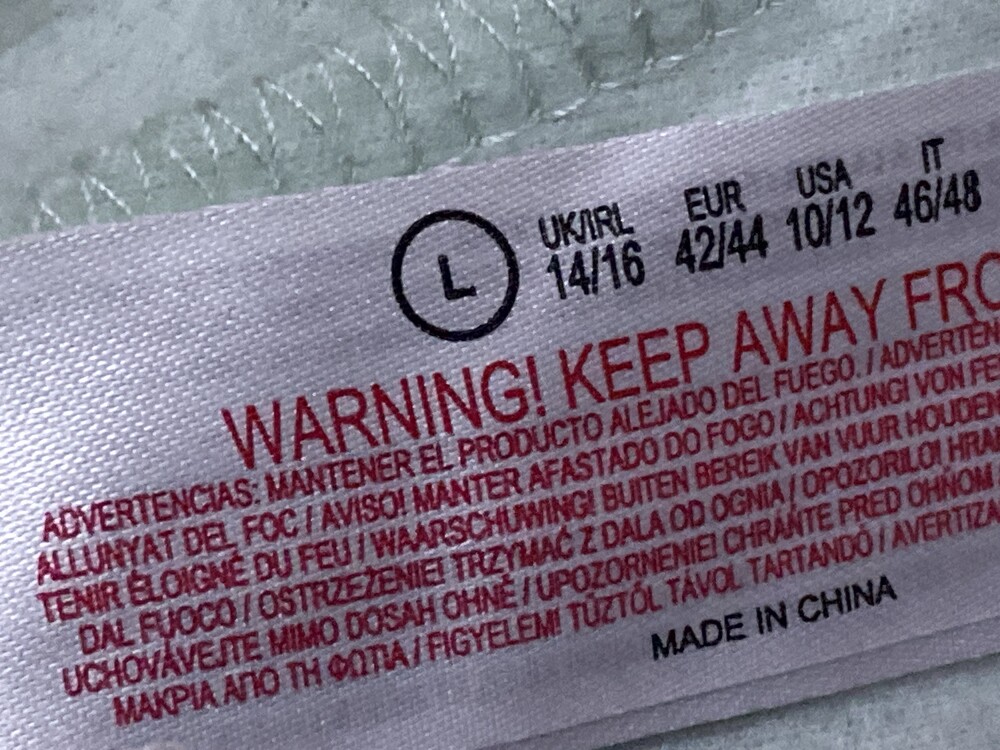 L
UK/IRL EUR USA IT
14/16 42/44 10/12 46/48
WARNING! KEEP AWAY FRO
ADVERTENCIAS: MANTENER EL PRODUCTO ALEJADO DEL FUEGO. / ADVERTÈN
ALLUNYAT DEL FOC / AVISO! MANTER AFASTADO DO FOGO / ACHTUNG! VON FE
TENIR ÉLOIGNÉ DU FEU / WAARSCHUWING! BUITEN BEREIK VAN VUUR HOUDEN
DAL FUOCO / OSTRZEŻENIE! TRZYMAĆ Z DALA OD OGNIA / OPOZORILO! HRA
UCHOVÁVEJTE MIMO DOSAH OHNĚ / UPOZORNENIE! CHRÁŇTE PRED OHŇOM
ΜΑΚΡΙΑ ΑΠΟ ΤΗ ΦΩΤΙΑ / FIGYELEM! TŰZTŐL TÁVOL TARTANDÓ / AVERTIZA
MADE IN CHINA